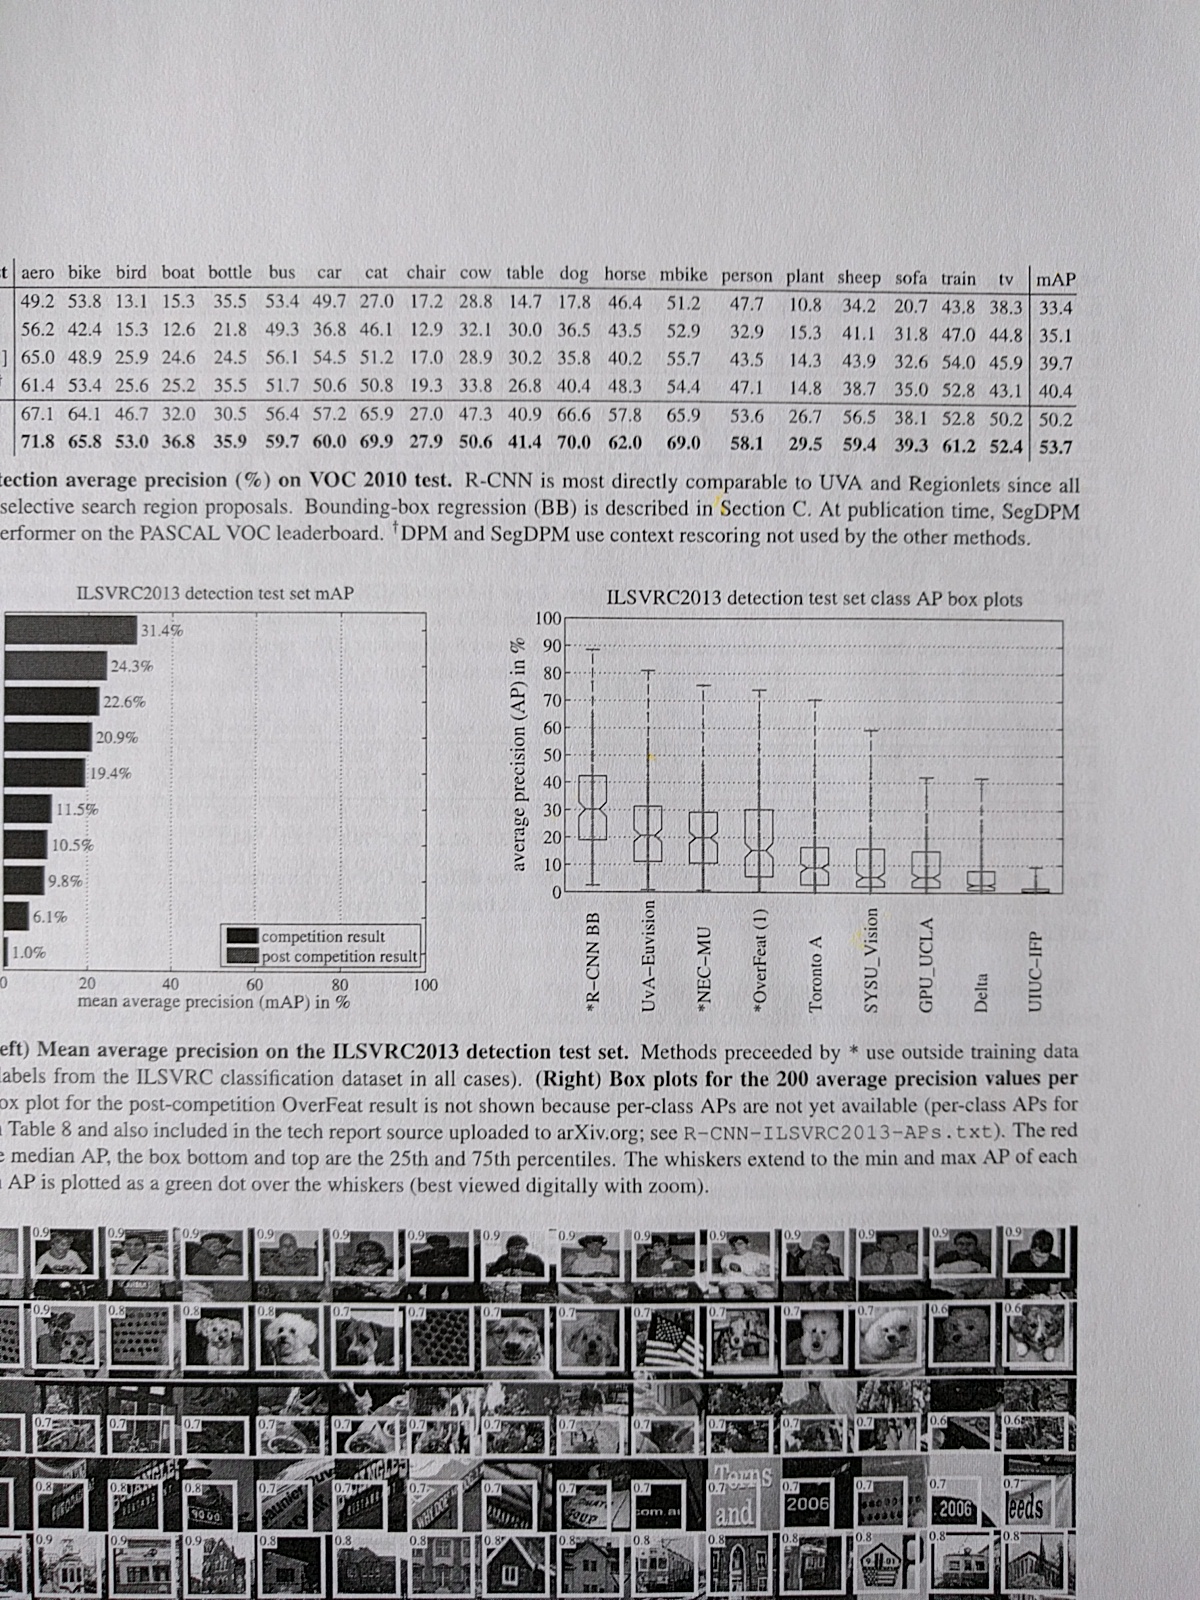 t aero bike bird boat bottle bus car cat chair cow table dog horse mbike person plant sheep sofa train tv mAP
49.2 53.8 13.1 15.3 35.5 53.4 49.7 27.0 17.2 28.8 14.7 17.8 46.4 51.2 47.7 10.8 34.2 20.7 43.8 38.3 33.4
56.2 42.4 15.3 12.6 21.8 49.3 36.8 46.1 12.9 32.1 30.0 36.5 43.5 52.9 32.9 15.3 41.1 31.8 47.0 44.8 35.1
] 65.0 48.9 25.9 24.6 24.5 56.1 54.5 51.2 17.0 28.9 30.2 35.8 40.2 55.7 43.5 14.3 43.9 32.6 54.0 45.9 39.7
61.4 53.4 25.6 25.2 35.5 51.7 50.6 50.8 19.3 33.8 26.8 40.4 48.3 54.4 47.1 14.8 38.7 35.0 52.8 43.1 40.4
67.1 64.1 46.7 32.0 30.5 56.4 57.2 65.9 27.0 47.3 40.9 66.6 57.8 65.9 53.6 26.7 56.5 38.1 52.8 50.2 50.2
71.8 65.8 53.0 36.8 35.9 59.7 60.0 69.9 27.9 50.6 41.4 70.0 62.0 69.0 58.1 29.5 59.4 39.3 61.2 52.4 53.7
tection average precision (%) on VOC 2010 test. R-CNN is most directly comparable to UVA and Regionlets since all
selective search region proposals. Bounding-box regression (BB) is described in Section C. At publication time, SegDPM
erformer on the PASCAL VOC leaderboard. †DPM and SegDPM use context rescoring not used by the other methods.
ILSVRC2013 detection test set mAP
31.4%
24.3%
22.6%
20.9%
19.4%
11.5%
10.5%
9.8%
6.1%
1.0%
competition result
post competition result
0 20 40 60 80 100
mean average precision (mAP) in %
ILSVRC2013 detection test set class AP box plots
average precision (AP) in %
100
90
80
70
60
50
40
30
20
10
0
*R-CNN BB
UvA-Euvision
*NEC-MU
*OverFeat (1)
Toronto A
SYSU_Vision
GPU_UCLA
Delta
UIUC-IFP
eft) Mean average precision on the ILSVRC2013 detection test set. Methods preceeded by * use outside training data
labels from the ILSVRC classification dataset in all cases). (Right) Box plots for the 200 average precision values per
ox plot for the post-competition OverFeat result is not shown because per-class APs are not yet available (per-class APs for
Table 8 and also included in the tech report source uploaded to arXiv.org; see R-CNN-ILSVRC2013-APs.txt). The red
e median AP, the box bottom and top are the 25th and 75th percentiles. The whiskers extend to the min and max AP of each
AP is plotted as a green dot over the whiskers (best viewed digitally with zoom).
0.9 0.9 0.9 0.9 0.9 0.9 0.9 0.9 0.9 0.9 0.9 0.9 0.9 0.9
0.9 0.8 0.8 0.8 0.7 0.7 0.7 0.7 0.7 0.7 0.7 0.7 0.6 0.6
0.7 0.7 0.7 0.7 0.7 0.7 0.7 0.7 0.7 0.7 0.7 0.7 0.6 0.6
0.8 0.8 0.8 0.7 0.7 0.7 0.7 0.7 0.7 0.7 0.7 0.7 0.7 0.7
Toms
and
com.au
2006
2006
leeds
0.9 0.9 0.9 0.8 0.8 0.8 0.8 0.8 0.8 0.8 0.8 0.8 0.8 0.8